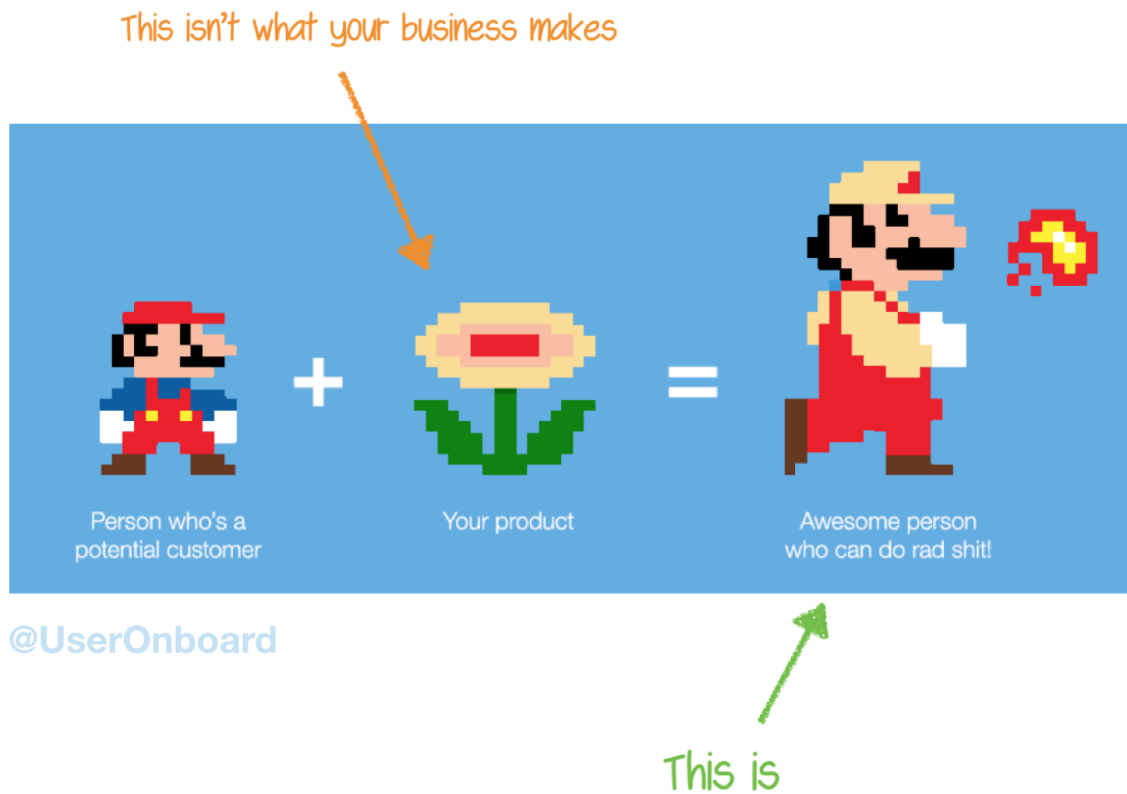 This isn't what your business makes
+
=
Person who's a
potential customer
Your product
Awesome person
who can do rad shit!
@UserOnboard
This is